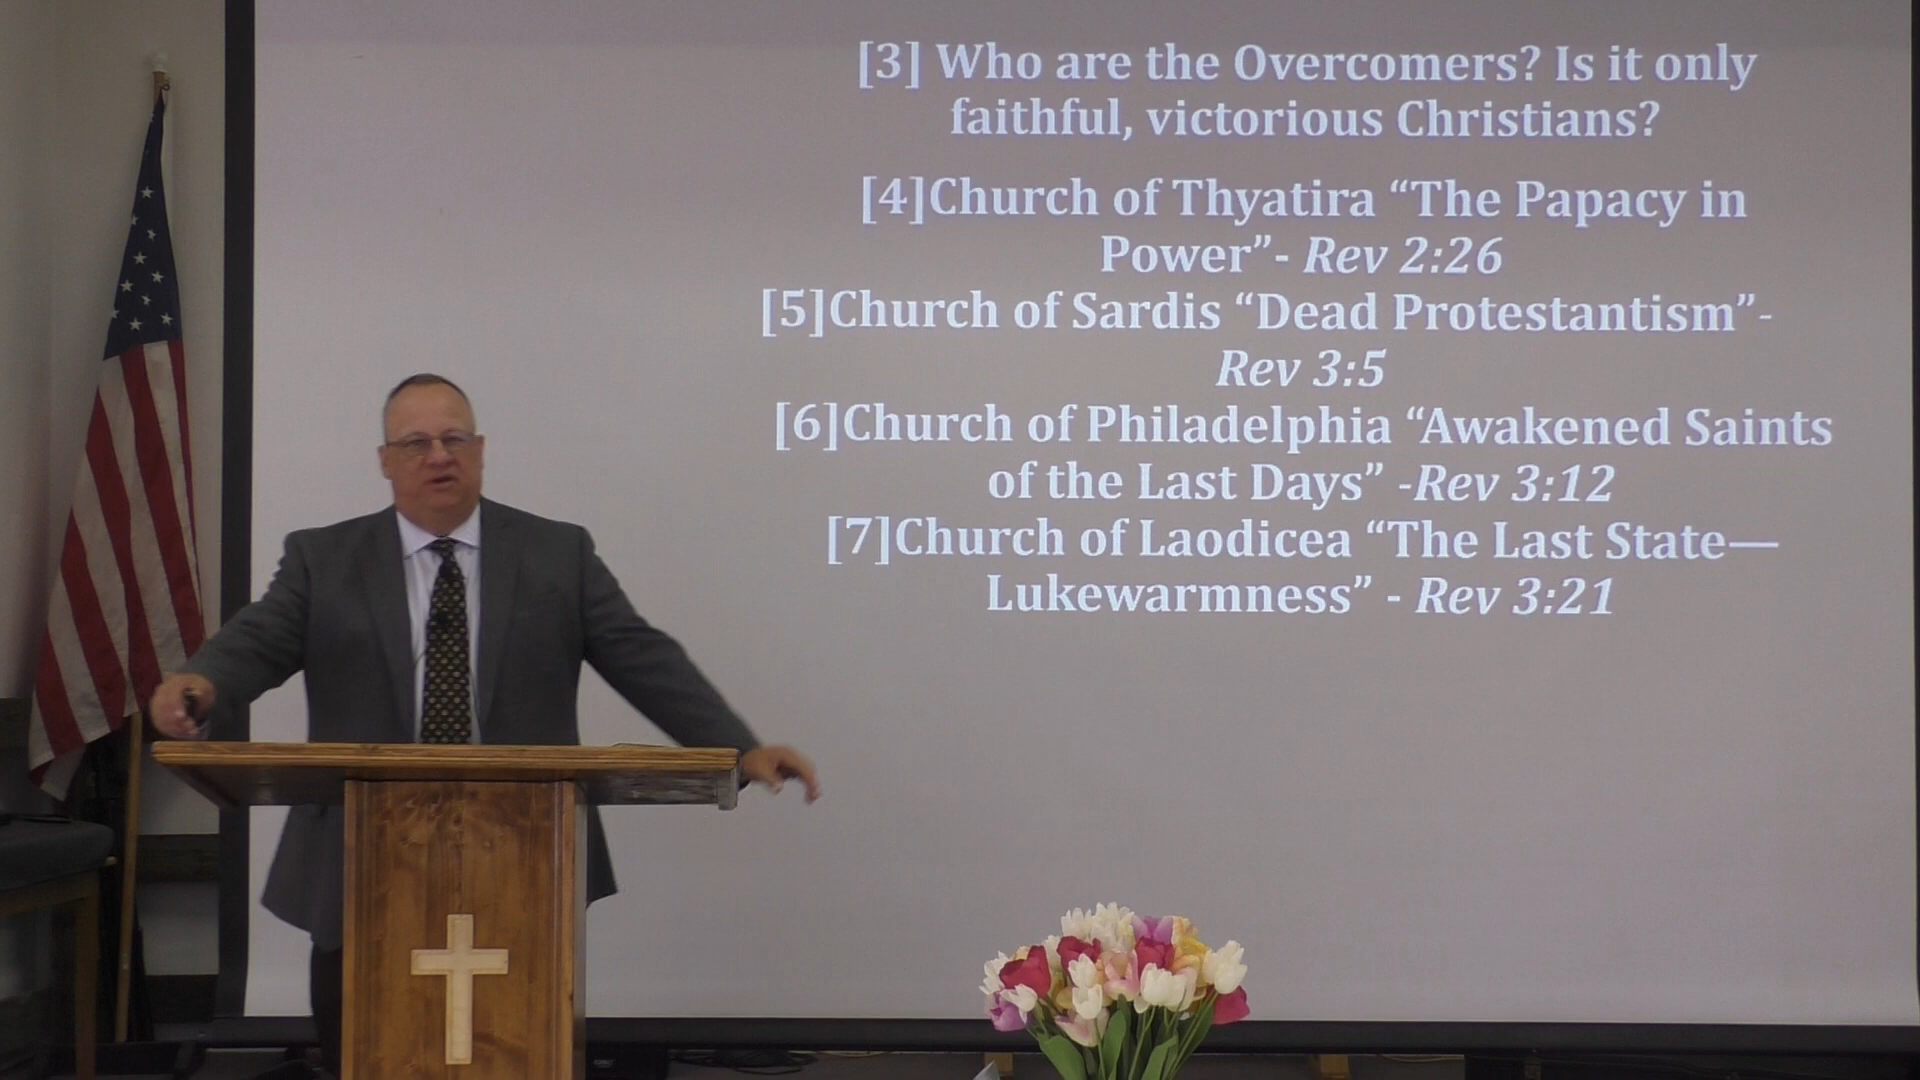 [3] Who are the Overcomers? Is it only
faithful, victorious Christians?
[4]Church of Thyatira “The Papacy in
Power”- Rev 2:26
[5]Church of Sardis “Dead Protestantism”-
Rev 3:5
[6]Church of Philadelphia “Awakened Saints
of the Last Days” -Rev 3:12
[7]Church of Laodicea “The Last State—
Lukewarmness” - Rev 3:21